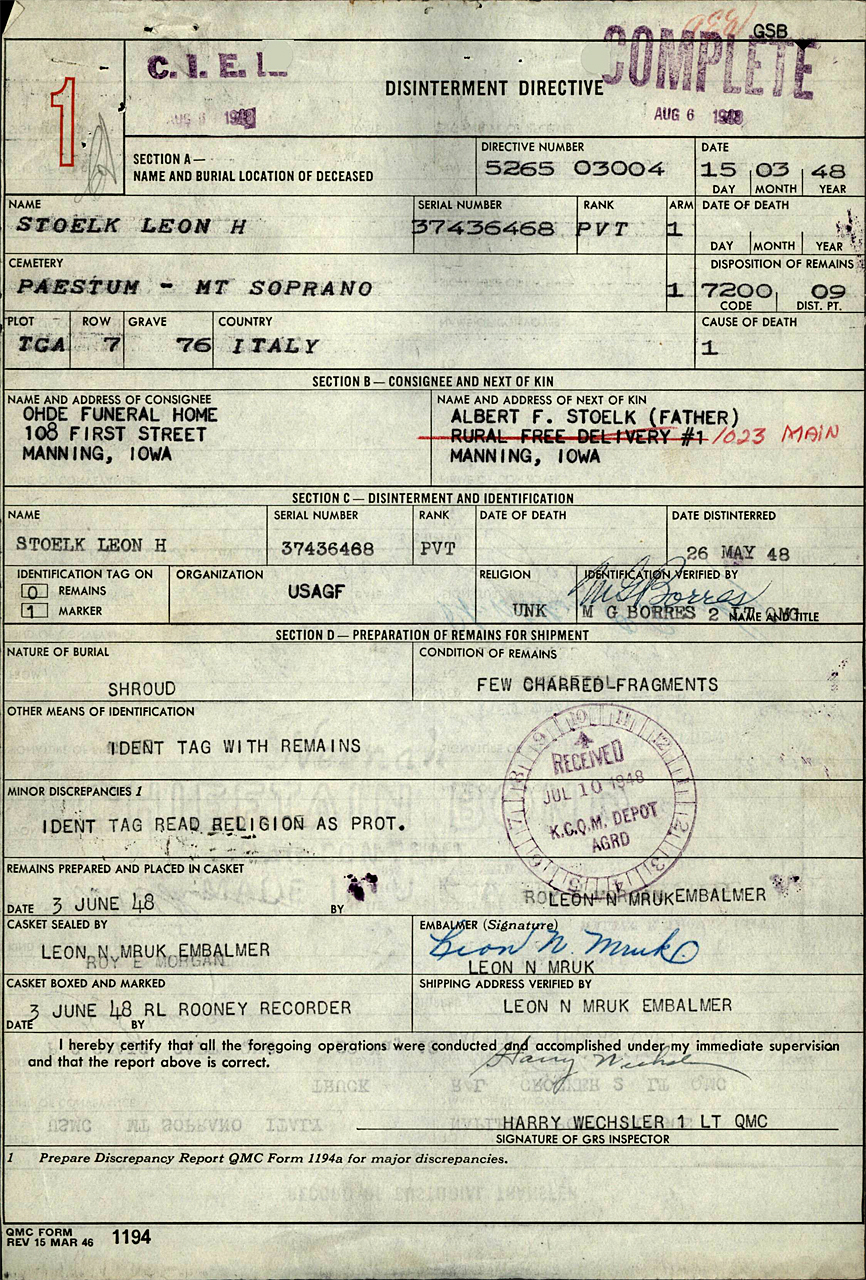 GSB
C.I.E.L.
COMPLETE
1
DISINTERMENT DIRECTIVE
AUG 6 1948
AUG 6 1948
SECTION A—
NAME AND BURIAL LOCATION OF DECEASED
DIRECTIVE NUMBER
5265 03004
DATE
15 03 48
DAY MONTH YEAR
NAME
STOELK LEON H
SERIAL NUMBER
37436468
RANK
PVT
ARM
1
DATE OF DEATH
DAY MONTH YEAR
CEMETERY
PAESTUM - MT SOPRANO
1
DISPOSITION OF REMAINS
7200 09
CODE DIST. PT.
PLOT ROW GRAVE COUNTRY
TCA 7 76 ITALY
CAUSE OF DEATH
1
SECTION B — CONSIGNEE AND NEXT OF KIN
NAME AND ADDRESS OF CONSIGNEE
OHDE FUNERAL HOME
108 FIRST STREET
MANNING, IOWA
NAME AND ADDRESS OF NEXT OF KIN
ALBERT F. STOELK (FATHER)
RURAL FREE DELIVERY #1 1023 MAIN
MANNING, IOWA
SECTION C — DISINTERMENT AND IDENTIFICATION
NAME
STOELK LEON H
SERIAL NUMBER
37436468
RANK
PVT
DATE OF DEATH
DATE DISTINTERRED
26 MAY 48
IDENTIFICATION TAG ON
0 REMAINS
1 MARKER
ORGANIZATION
USAGF
RELIGION
UNK
IDENTIFICATION VERIFIED BY
M G Borres
M G BORRES 2 LT QMC
NAME AND TITLE
SECTION D — PREPARATION OF REMAINS FOR SHIPMENT
NATURE OF BURIAL
SHROUD
CONDITION OF REMAINS
FEW CHARRED FRAGMENTS
OTHER MEANS OF IDENTIFICATION
IDENT TAG WITH REMAINS
RECEIVED
JUL 10 1948
K.C.Q.M. DEPOT
AGRD
MINOR DISCREPANCIES 1
IDENT TAG READ RELIGION AS PROT.
REMAINS PREPARED AND PLACED IN CASKET
DATE 3 JUNE 48 BY LEON N MRUK EMBALMER
CASKET SEALED BY
LEON N MRUK EMBALMER
ROY E MORGAN
EMBALMER (Signature)
Leon N. Mruk
LEON N MRUK
CASKET BOXED AND MARKED
3 JUNE 48 RL ROONEY RECORDER
DATE BY
SHIPPING ADDRESS VERIFIED BY
LEON N MRUK EMBALMER
I hereby certify that all the foregoing operations were conducted and accomplished under my immediate supervision
and that the report above is correct.
Harry Wechsler
HARRY WECHSLER 1 LT QMC
SIGNATURE OF GRS INSPECTOR
1 Prepare Discrepancy Report QMC Form 1194a for major discrepancies.
QMC FORM
REV 15 MAR 46 1194